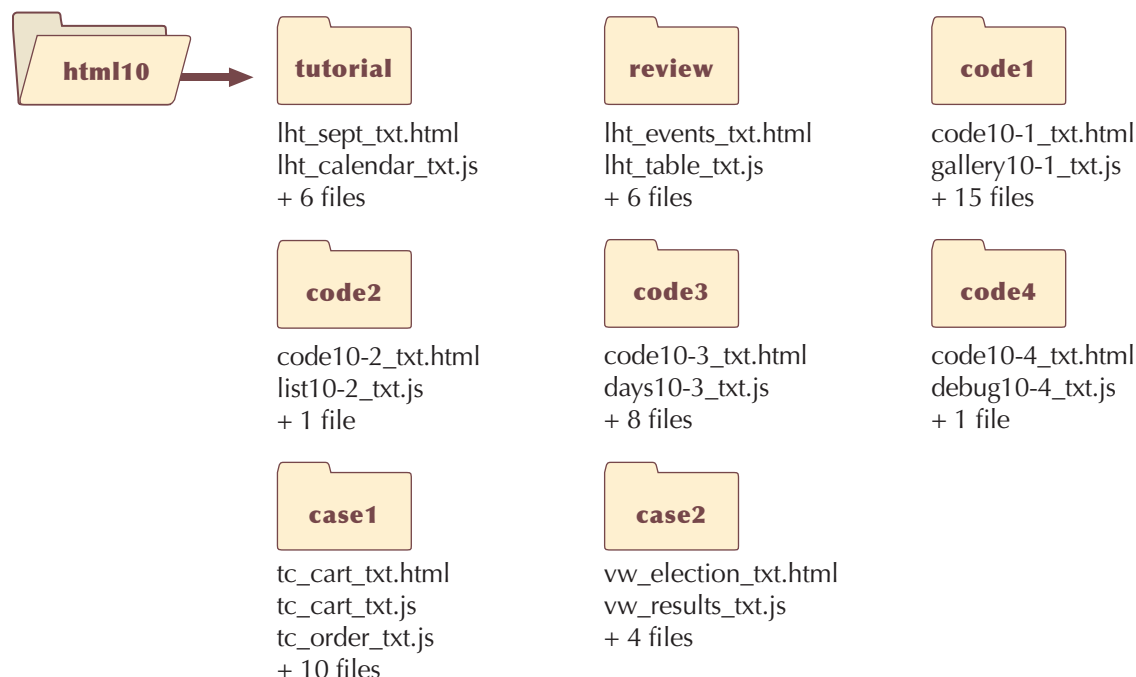 html10
tutorial
lht_sept_txt.html
lht_calendar_txt.js
+ 6 files
review
lht_events_txt.html
lht_table_txt.js
+ 6 files
code1
code10-1_txt.html
gallery10-1_txt.js
+ 15 files
code2
code10-2_txt.html
list10-2_txt.js
+ 1 file
code3
code10-3_txt.html
days10-3_txt.js
+ 8 files
code4
code10-4_txt.html
debug10-4_txt.js
+ 1 file
case1
tc_cart_txt.html
tc_cart_txt.js
tc_order_txt.js
+ 10 files
case2
vw_election_txt.html
vw_results_txt.js
+ 4 files